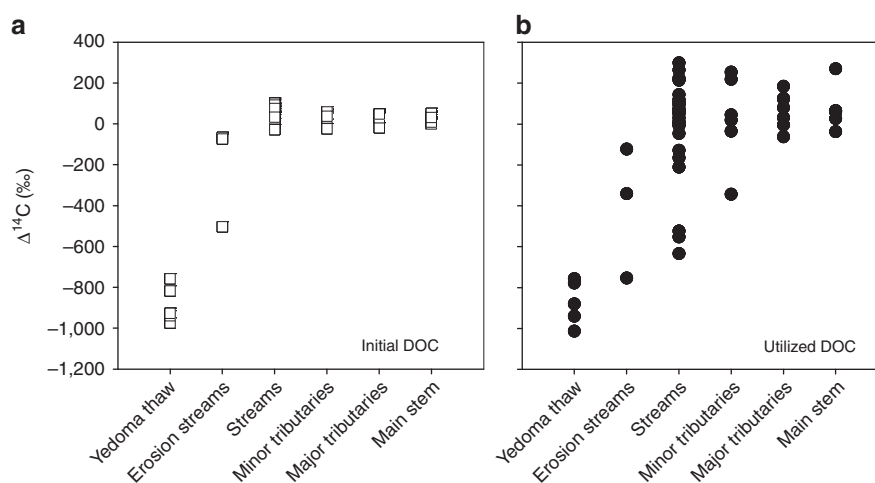 a
b
400
200
0
−200
−400
−600
−800
−1,000
−1,200
Δ14C (‰)
Initial DOC
Utilized DOC
Yedoma thaw
Erosion streams
Streams
Minor tributaries
Major tributaries
Main stem
Yedoma thaw
Erosion streams
Streams
Minor tributaries
Major tributaries
Main stem